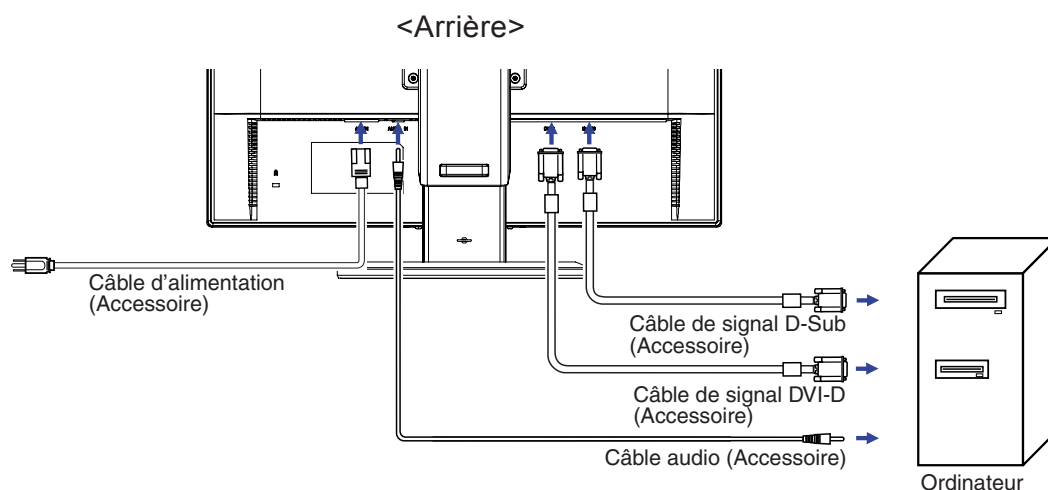 <Arrière>
Câble d’alimentation
(Accessoire)
Câble de signal D-Sub
(Accessoire)
Câble de signal DVI-D
(Accessoire)
Câble audio (Accessoire)
Ordinateur